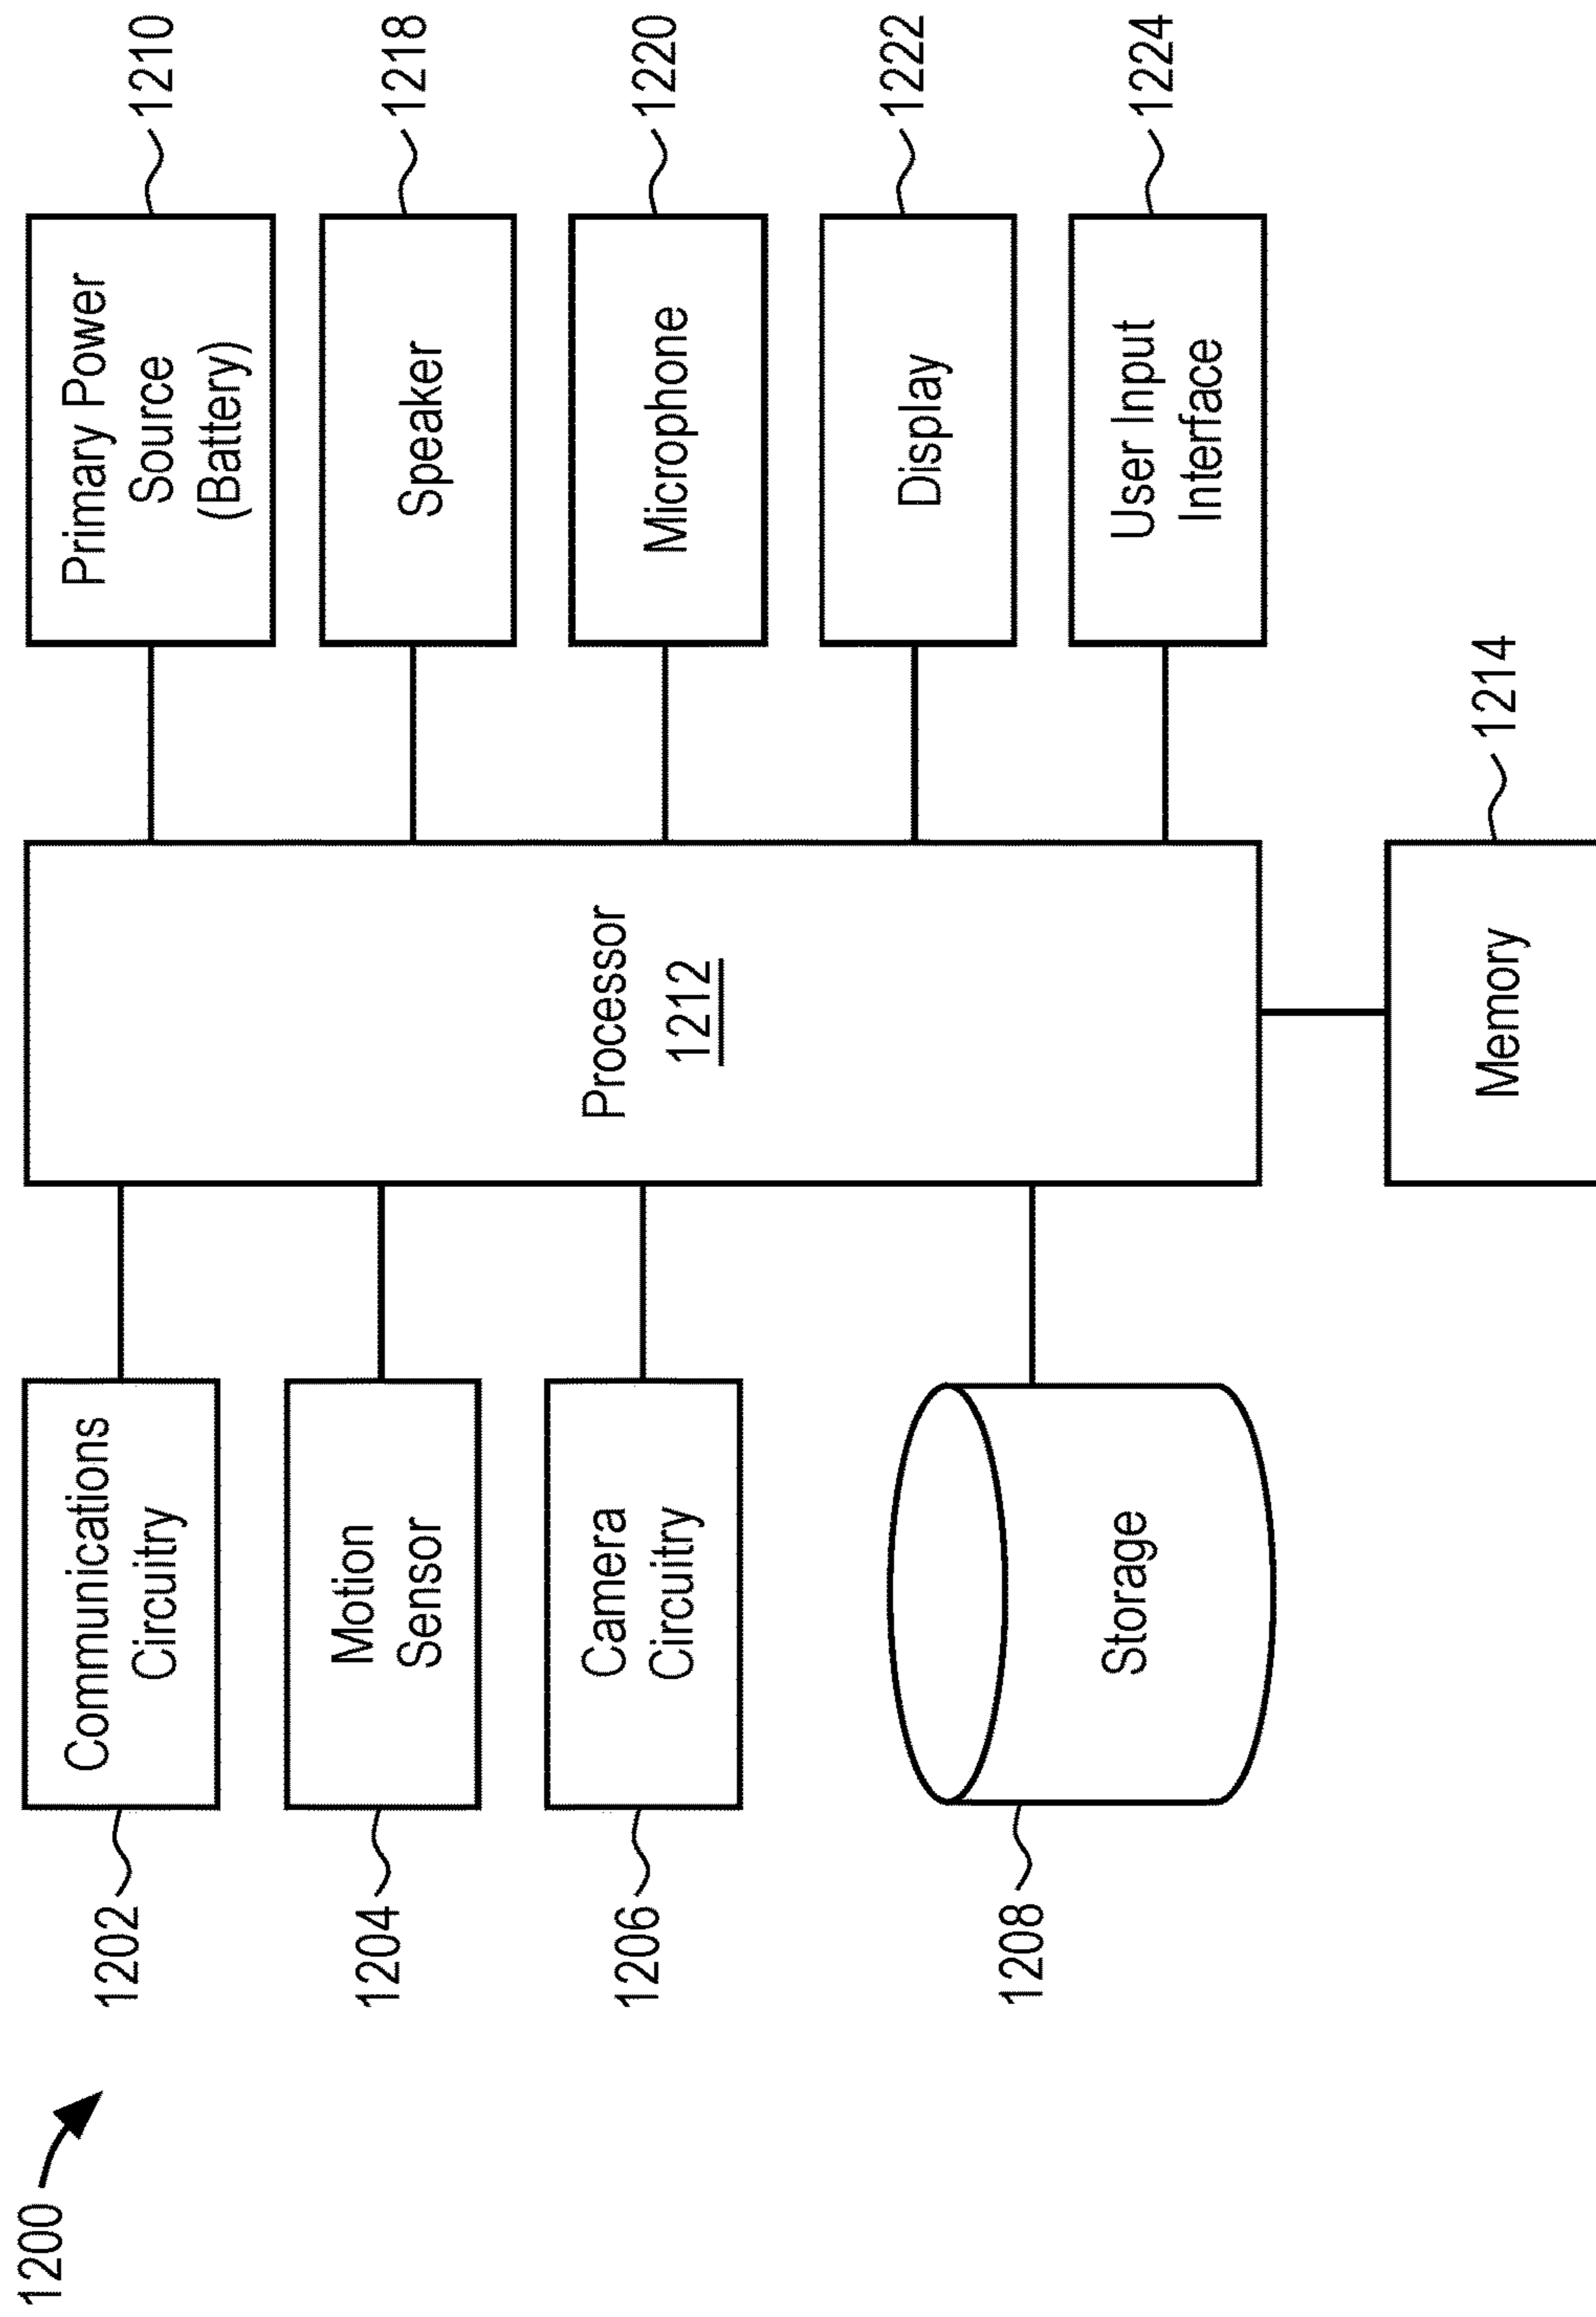 1200
1202
Communications
Circuitry
1204
Motion
Sensor
1206
Camera
Circuitry
1208
Storage
Processor
1212
Primary Power
Source
(Battery)
1210
Speaker
1218
Microphone
1220
Display
1222
User Input
Interface
1224
Memory
1214